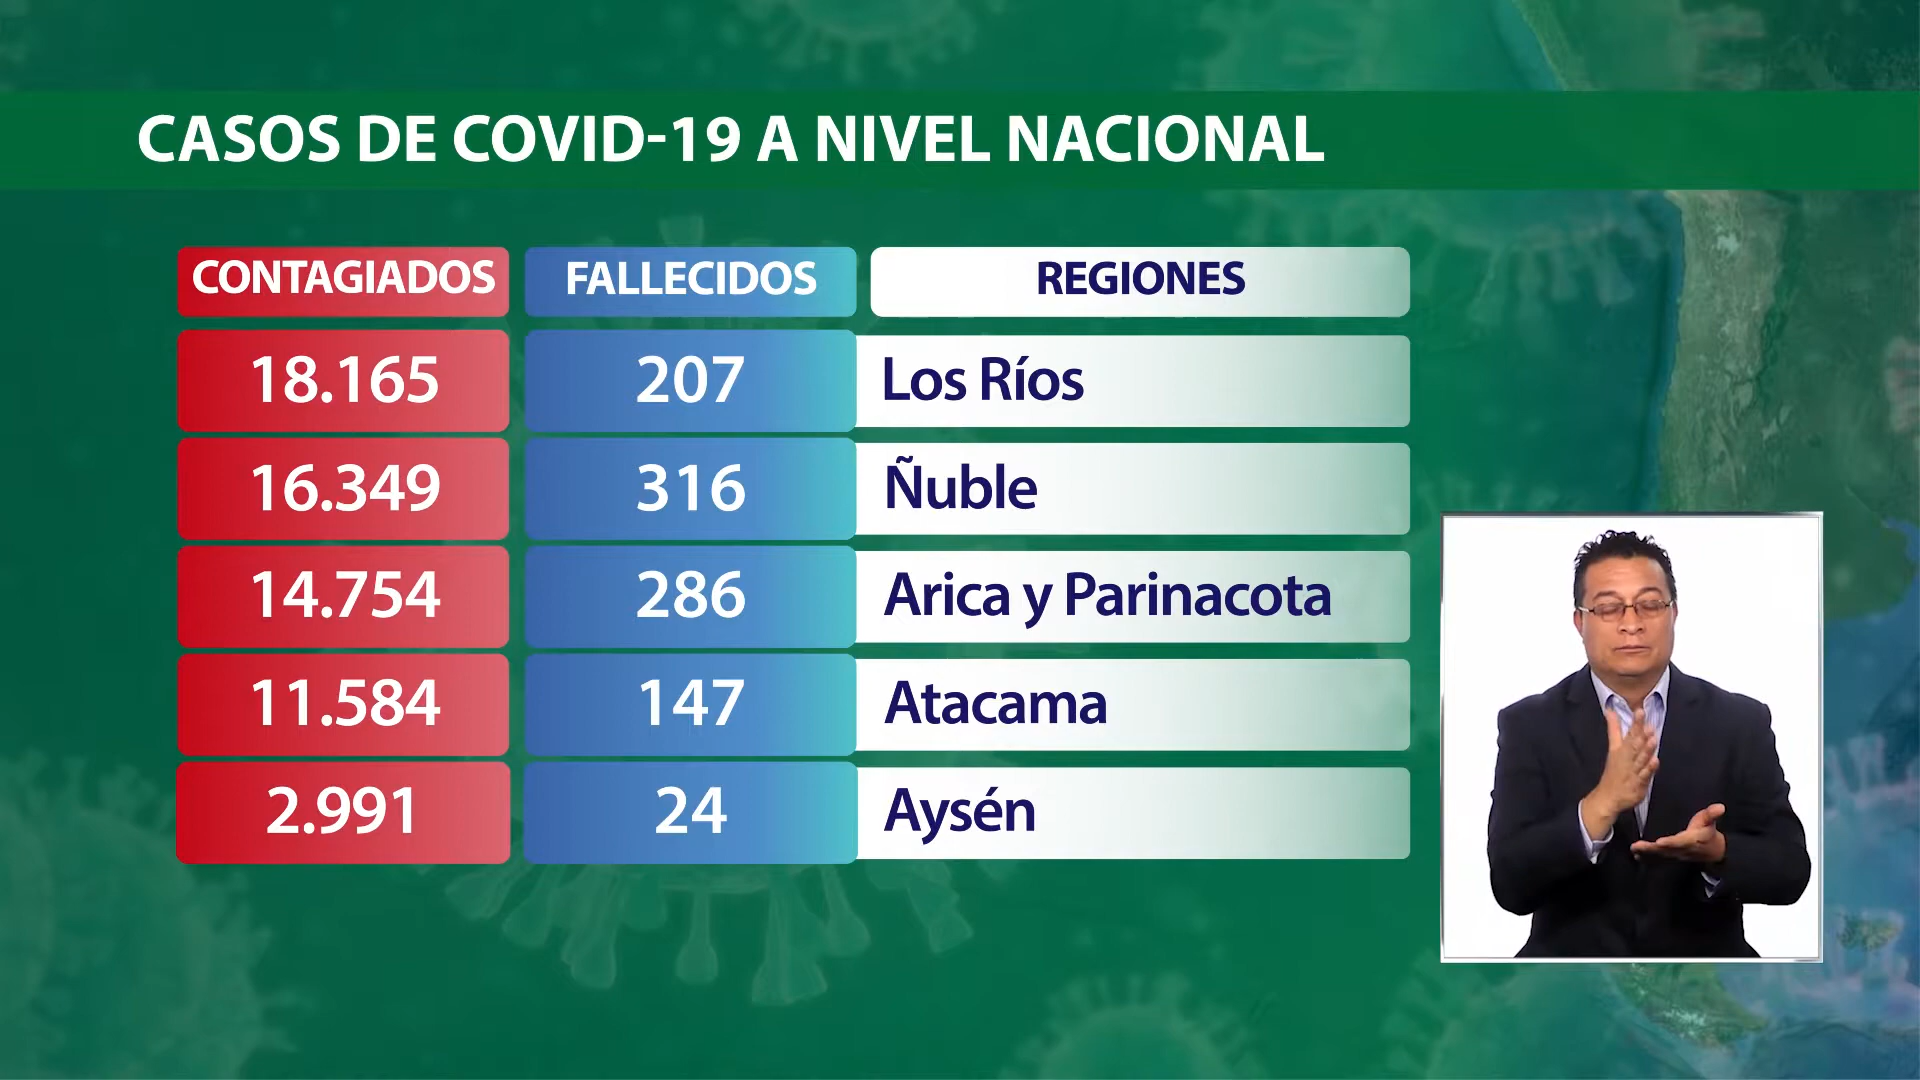 CASOS DE COVID-19 A NIVEL NACIONAL
CONTAGIADOS FALLECIDOS REGIONES
18.165 207 Los Ríos
16.349 316 Ñuble
14.754 286 Arica y Parinacota
11.584 147 Atacama
2.991 24 Aysén